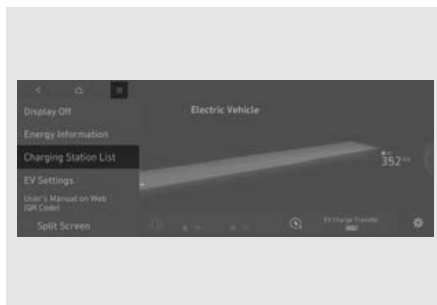 Display Off
Electric Vehicle
Energy Information
Charging Station List
352
EV Settings
User's Manual on Web
(QR Code)
Split Screen
EV Charge Transfer